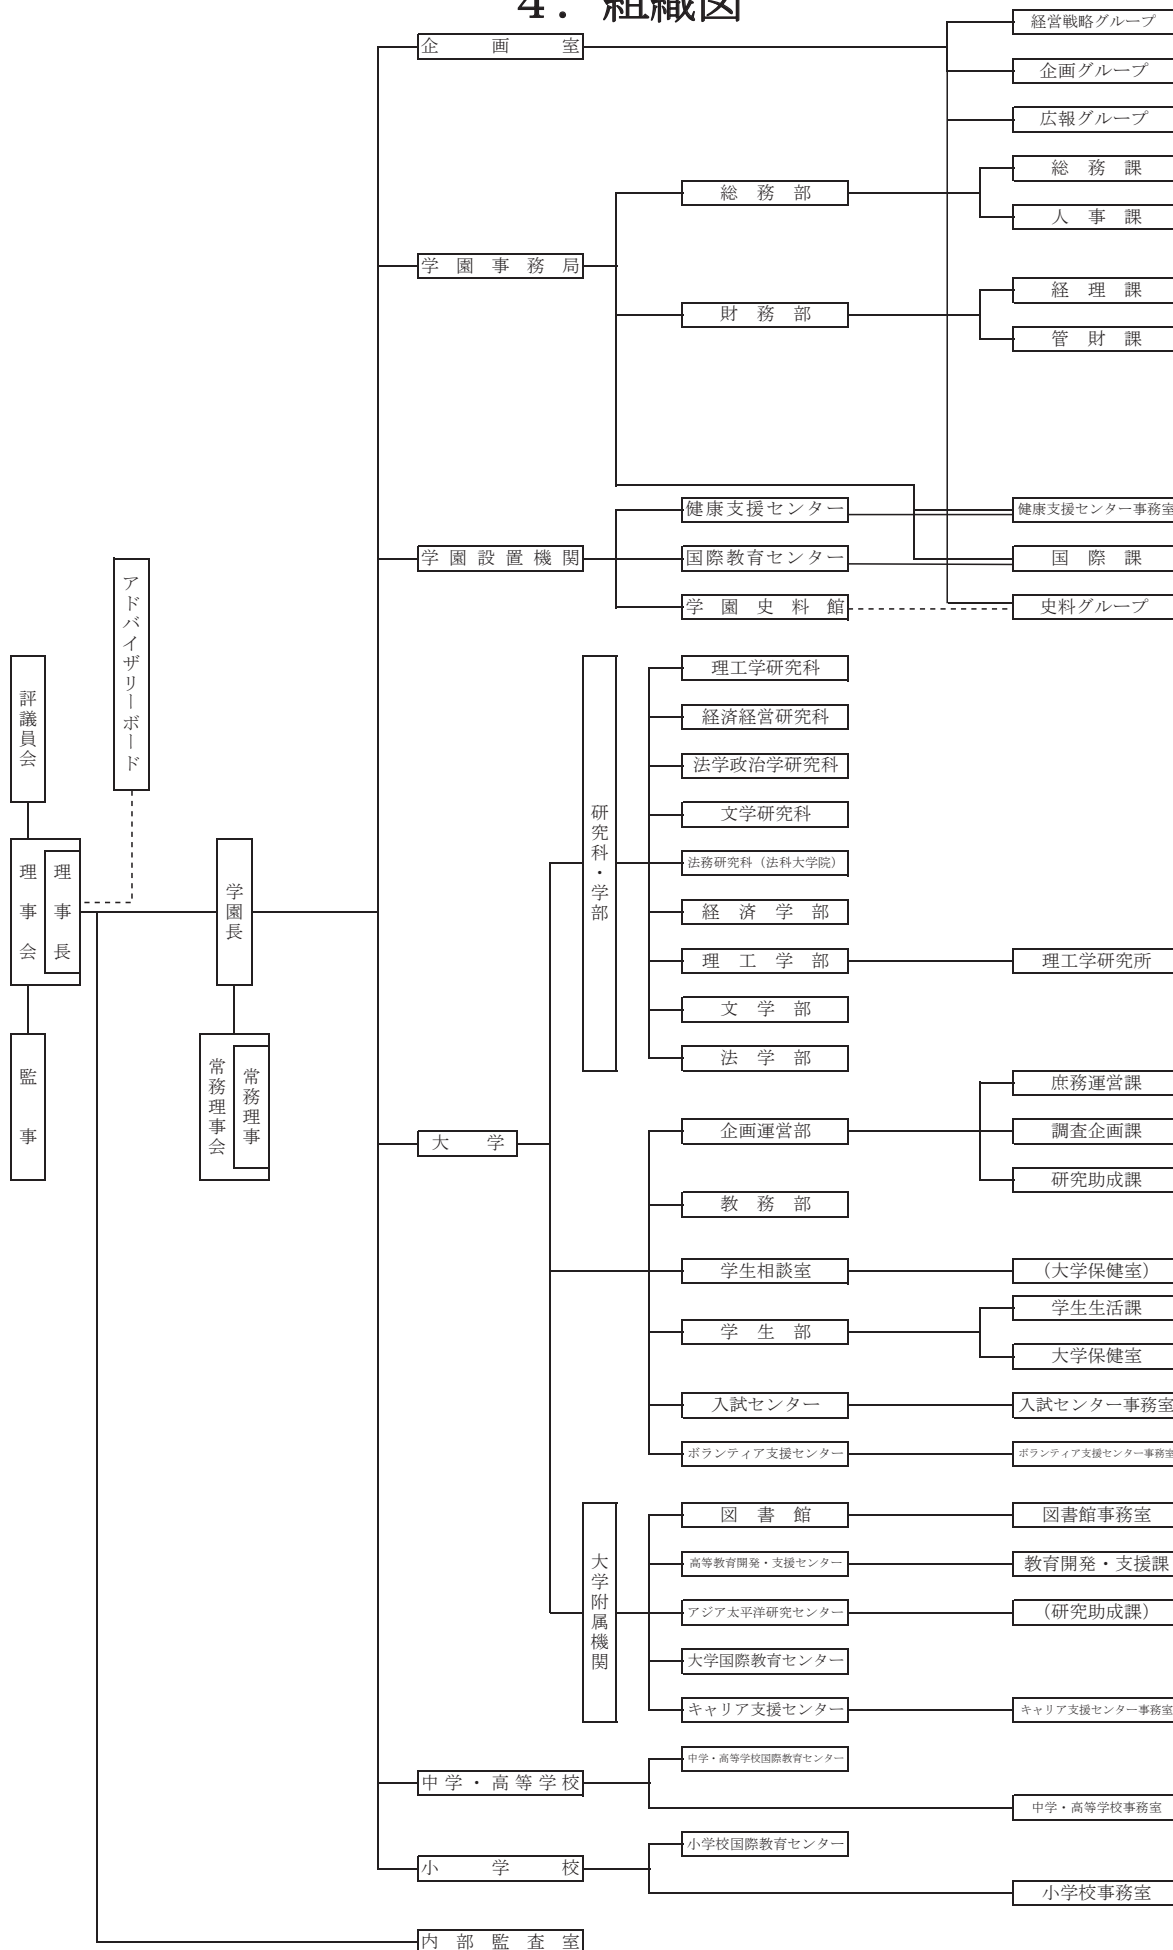 4．組織図
企画室
経営戦略グループ
企画グループ
広報グループ
学園事務局
総務部
総務課
人事課
財務部
経理課
管財課
学園設置機関
健康支援センター
健康支援センター事務室
国際教育センター
国際課
学園史料館
史料グループ
アドバイザリーボード
評議員会
理事会
理事長
監事
学園長
常務理事会
常務理事
大学
研究科・学部
理工学研究科
経済経営研究科
法学政治学研究科
文学研究科
法務研究科（法科大学院）
経済学部
理工学部
理工学研究所
文学部
法学部
企画運営部
庶務運営課
調査企画課
研究助成課
教務部
学生相談室
（大学保健室）
学生部
学生生活課
大学保健室
入試センター
入試センター事務室
ボランティア支援センター
ボランティア支援センター事務室
大学附属機関
図書館
図書館事務室
高等教育開発・支援センター
教育開発・支援課
アジア太平洋研究センター
（研究助成課）
大学国際教育センター
キャリア支援センター
キャリア支援センター事務室
中学・高等学校
中学・高等学校国際教育センター
中学・高等学校事務室
小学校
小学校国際教育センター
小学校事務室
内部監査室